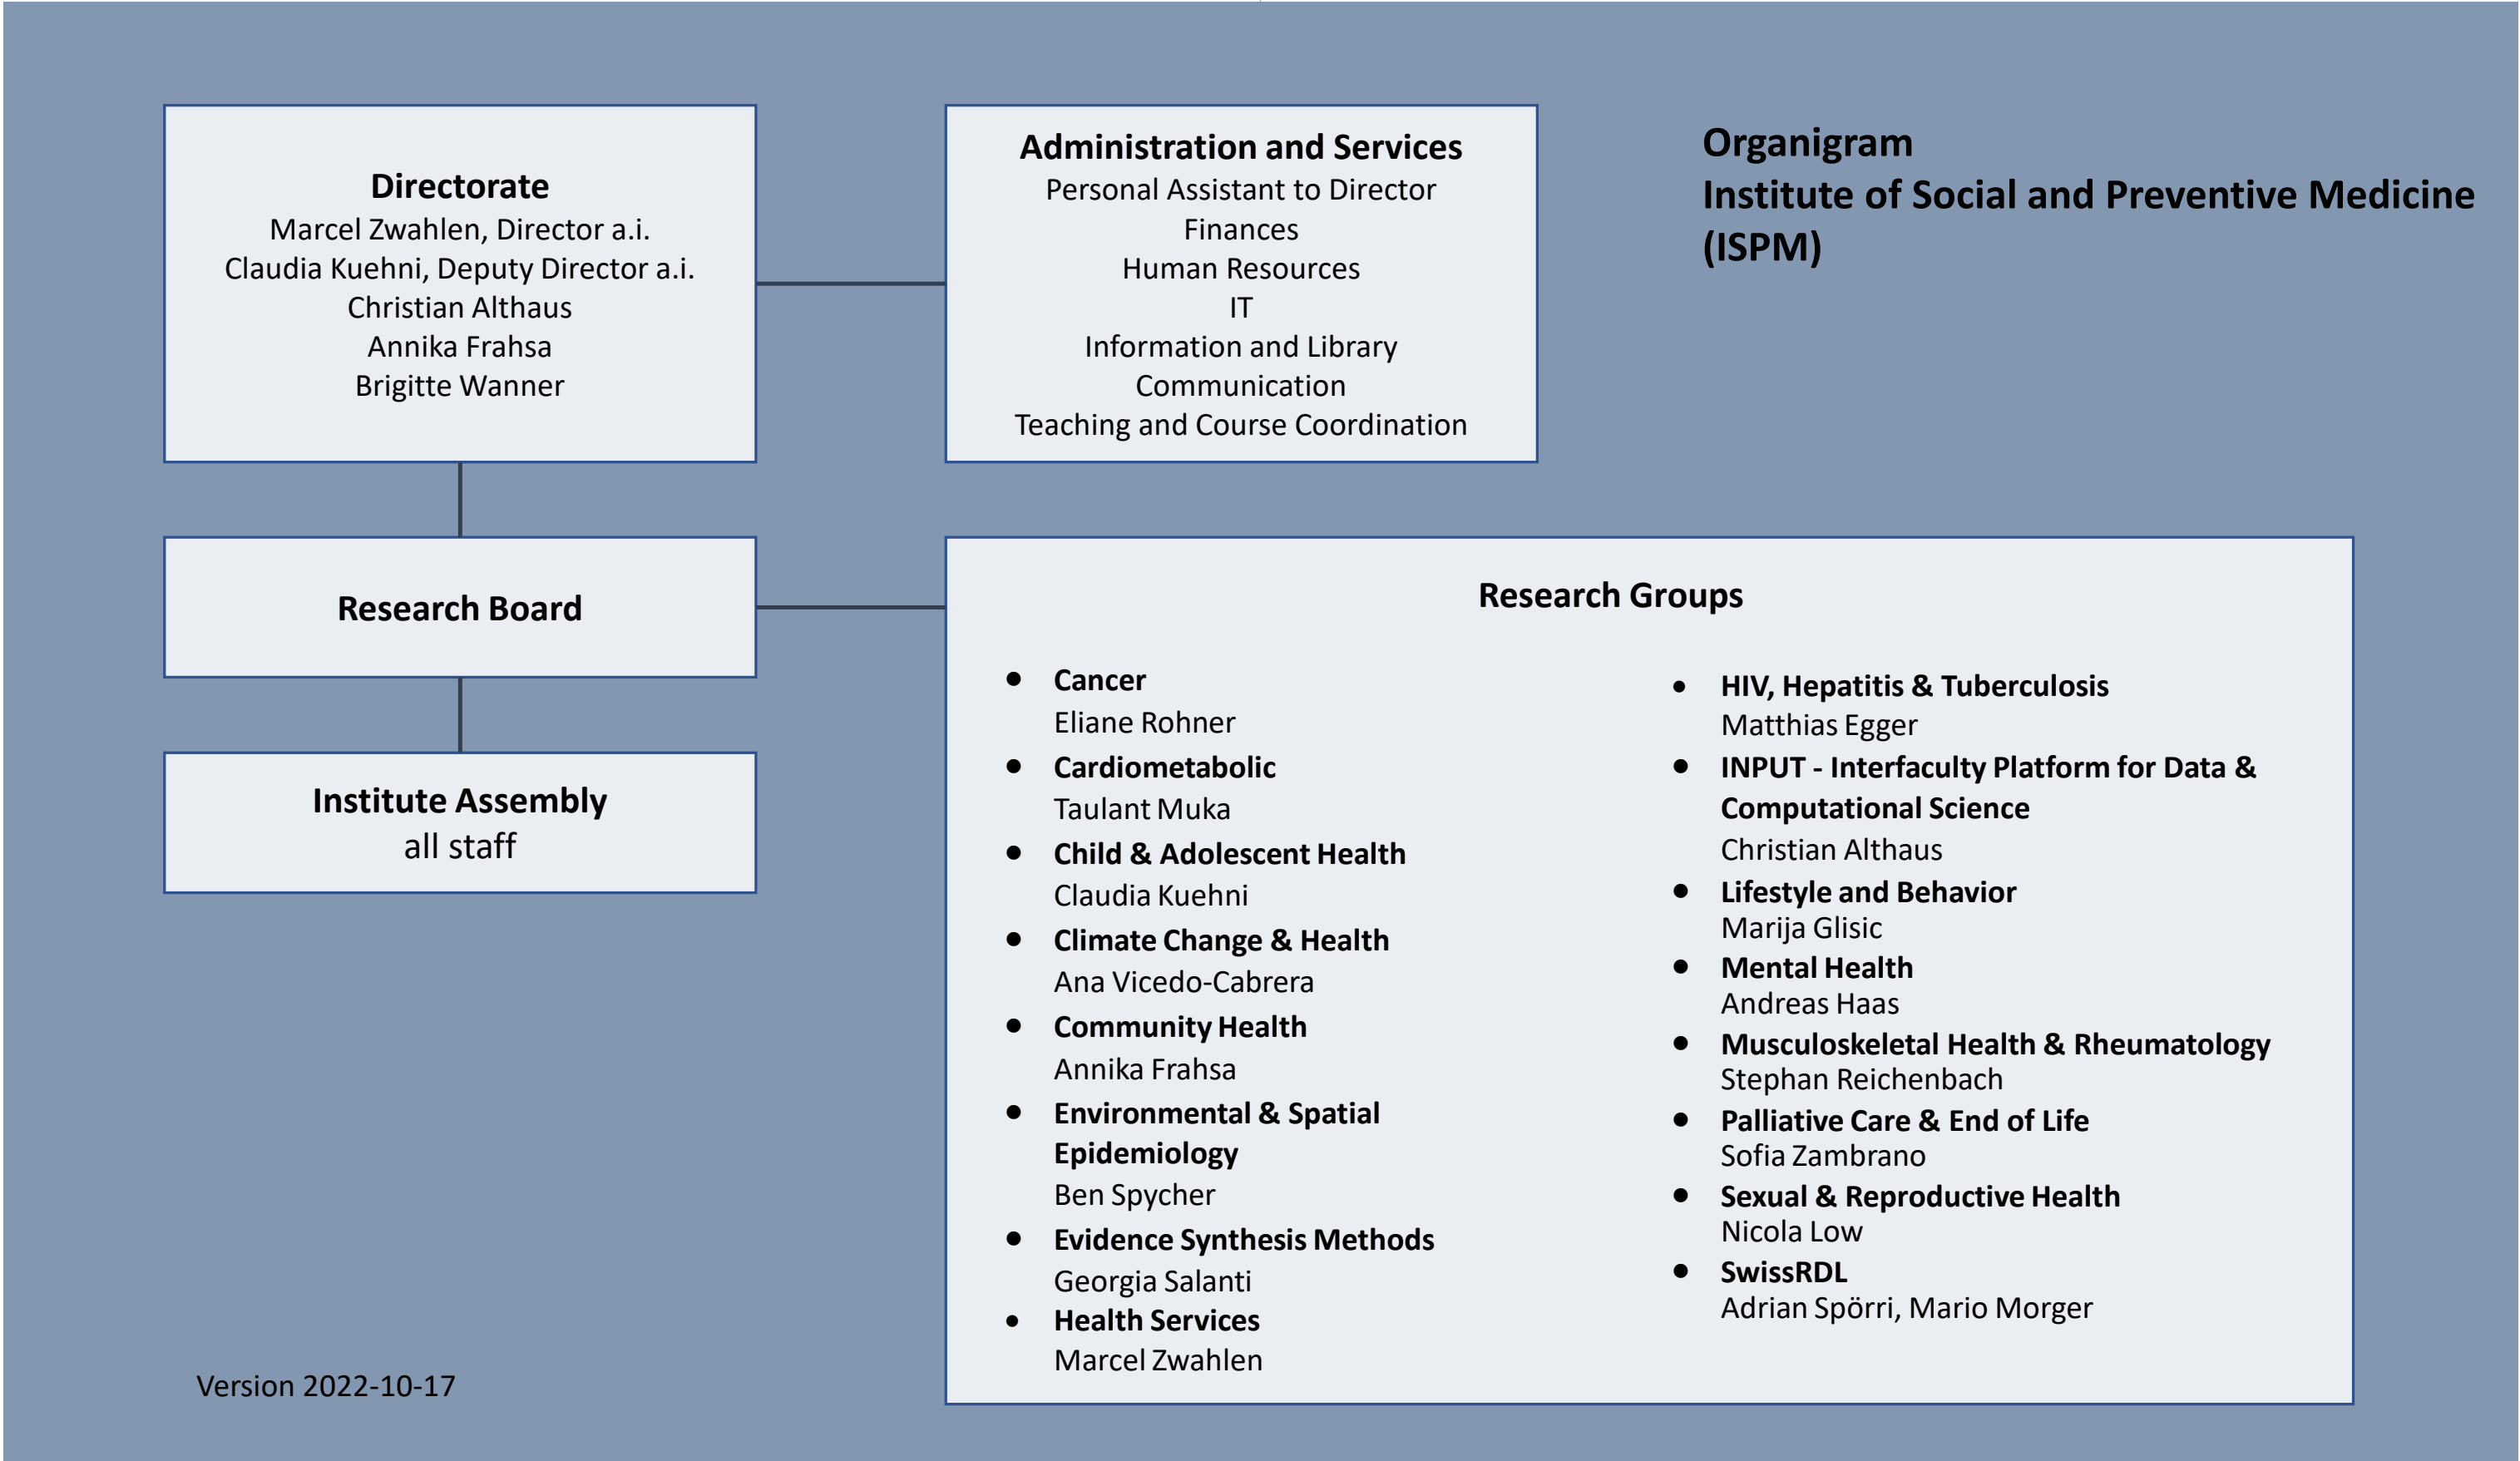 Organigram
Institute of Social and Preventive Medicine
(ISPM)
Directorate
Marcel Zwahlen, Director a.i.
Claudia Kuehni, Deputy Director a.i.
Christian Althaus
Annika Frahsa
Brigitte Wanner
Administration and Services
Personal Assistant to Director
Finances
Human Resources
IT
Information and Library
Communication
Teaching and Course Coordination
Research Board
Institute Assembly
all staff
Research Groups
• Cancer
Eliane Rohner
• Cardiometabolic
Taulant Muka
• Child & Adolescent Health
Claudia Kuehni
• Climate Change & Health
Ana Vicedo-Cabrera
• Community Health
Annika Frahsa
• Environmental & Spatial
Epidemiology
Ben Spycher
• Evidence Synthesis Methods
Georgia Salanti
• Health Services
Marcel Zwahlen
• HIV, Hepatitis & Tuberculosis
Matthias Egger
• INPUT - Interfaculty Platform for Data &
Computational Science
Christian Althaus
• Lifestyle and Behavior
Marija Glisic
• Mental Health
Andreas Haas
• Musculoskeletal Health & Rheumatology
Stephan Reichenbach
• Palliative Care & End of Life
Sofia Zambrano
• Sexual & Reproductive Health
Nicola Low
• SwissRDL
Adrian Spörri, Mario Morger
Version 2022-10-17